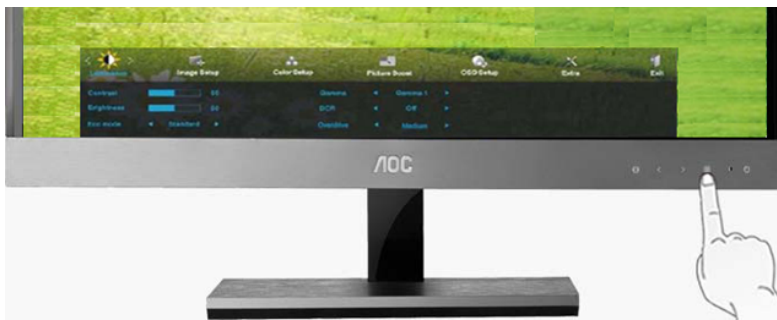 Luminance Image Setup Color Setup Picture Boost OSD Setup Extra Exit
Contrast 50 Gamma Gamma 1
Brightness DCR Off
Eco mode Standard Overdrive Medium
AOC